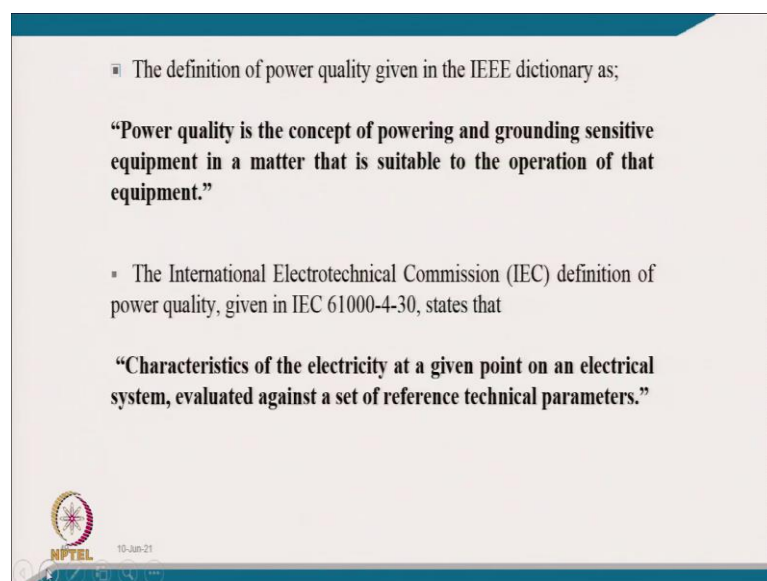 The definition of power quality given in the IEEE dictionary as;
“Power quality is the concept of powering and grounding sensitive
equipment in a matter that is suitable to the operation of that
equipment.”
The International Electrotechnical Commission (IEC) definition of
power quality, given in IEC 61000-4-30, states that
“Characteristics of the electricity at a given point on an electrical
system, evaluated against a set of reference technical parameters.”
NPTEL
10-Jun-21